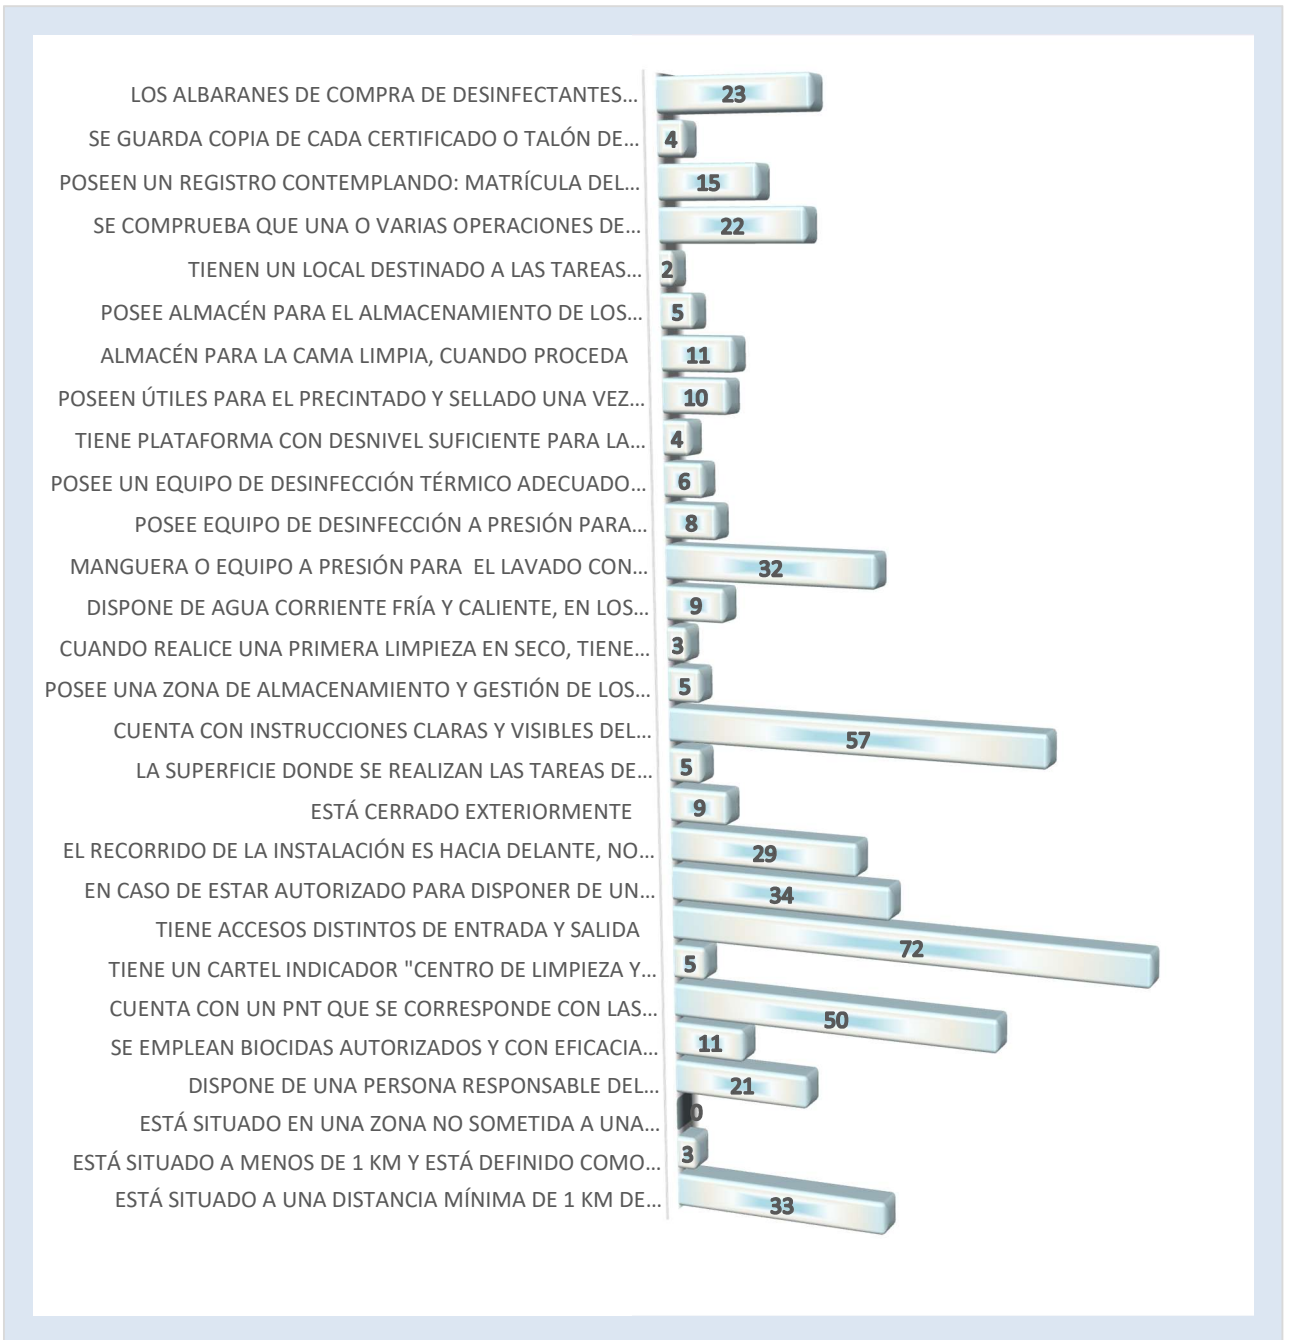 LOS ALBARANES DE COMPRA DE DESINFECTANTES... 23
SE GUARDA COPIA DE CADA CERTIFICADO O TALÓN DE... 4
POSEEN UN REGISTRO CONTEMPLANDO: MATRÍCULA DEL... 15
SE COMPRUEBA QUE UNA O VARIAS OPERACIONES DE... 22
TIENEN UN LOCAL DESTINADO A LAS TAREAS... 2
POSEE ALMACÉN PARA EL ALMACENAMIENTO DE LOS... 5
ALMACÉN PARA LA CAMA LIMPIA, CUANDO PROCEDA 11
POSEEN ÚTILES PARA EL PRECINTADO Y SELLADO UNA VEZ... 10
TIENE PLATAFORMA CON DESNIVEL SUFICIENTE PARA LA... 4
POSEE UN EQUIPO DE DESINFECCIÓN TÉRMICO ADECUADO... 6
POSEE EQUIPO DE DESINFECCIÓN A PRESIÓN PARA... 8
MANGUERA O EQUIPO A PRESIÓN PARA EL LAVADO CON... 32
DISPONE DE AGUA CORRIENTE FRÍA Y CALIENTE, EN LOS... 9
CUANDO REALICE UNA PRIMERA LIMPIEZA EN SECO, TIENE... 3
POSEE UNA ZONA DE ALMACENAMIENTO Y GESTIÓN DE LOS... 5
CUENTA CON INSTRUCCIONES CLARAS Y VISIBLES DEL... 57
LA SUPERFICIE DONDE SE REALIZAN LAS TAREAS DE... 5
ESTÁ CERRADO EXTERIORMENTE 9
EL RECORRIDO DE LA INSTALACIÓN ES HACIA DELANTE, NO... 29
EN CASO DE ESTAR AUTORIZADO PARA DISPONER DE UN... 34
TIENE ACCESOS DISTINTOS DE ENTRADA Y SALIDA 72
TIENE UN CARTEL INDICADOR "CENTRO DE LIMPIEZA Y... 5
CUENTA CON UN PNT QUE SE CORRESPONDE CON LAS... 50
SE EMPLEAN BIOCIDAS AUTORIZADOS Y CON EFICACIA... 11
DISPONE DE UNA PERSONA RESPONSABLE DEL... 21
ESTÁ SITUADO EN UNA ZONA NO SOMETIDA A UNA... 0
ESTÁ SITUADO A MENOS DE 1 KM Y ESTÁ DEFINIDO COMO... 3
ESTÁ SITUADO A UNA DISTANCIA MÍNIMA DE 1 KM DE... 33